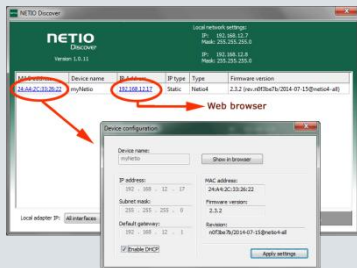 NETIO Discover
NETIO
Discover
Version 1.0.11
Local network settings:
IP: 192.168.12.7
Mask: 255.255.255.0
IP: 192.168.12.8
Mask: 255.255.255.0
MAC address Device name IP Address IP type Type Firmware version
24:A4:2C:33:26:22 myNetio 192.168.12.17 Static Netio4 2.3.2 (rev.n0f3be7b/2014-07-15@netio4-all)
Web browser
Device configuration
Device name:
myNetio
Show in browser
IP address:
192 . 168 . 12 . 17
MAC address:
24:A4:2C:33:26:22
Subnet mask:
255 . 255 . 255 . 0
Firmware version:
2.3.2
Default gateway:
192 . 168 . 12 . 1
Revision:
n0f3be7b/2014-07-15@netio4-all
Enable DHCP
Apply settings
Local adapter IP: All interfaces